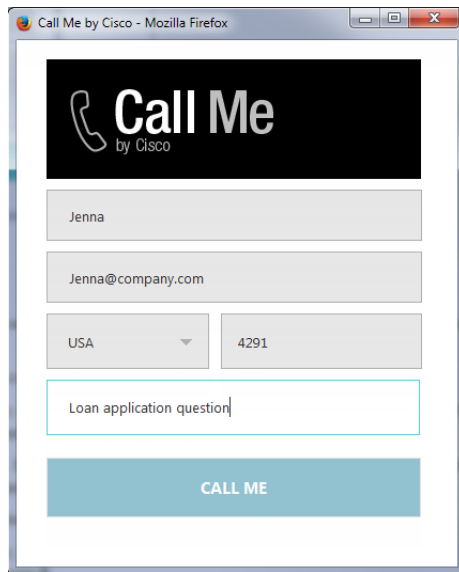 Call Me by Cisco - Mozilla Firefox
Call Me
by Cisco
Jenna
Jenna@company.com
USA 4291
Loan application question
CALL ME